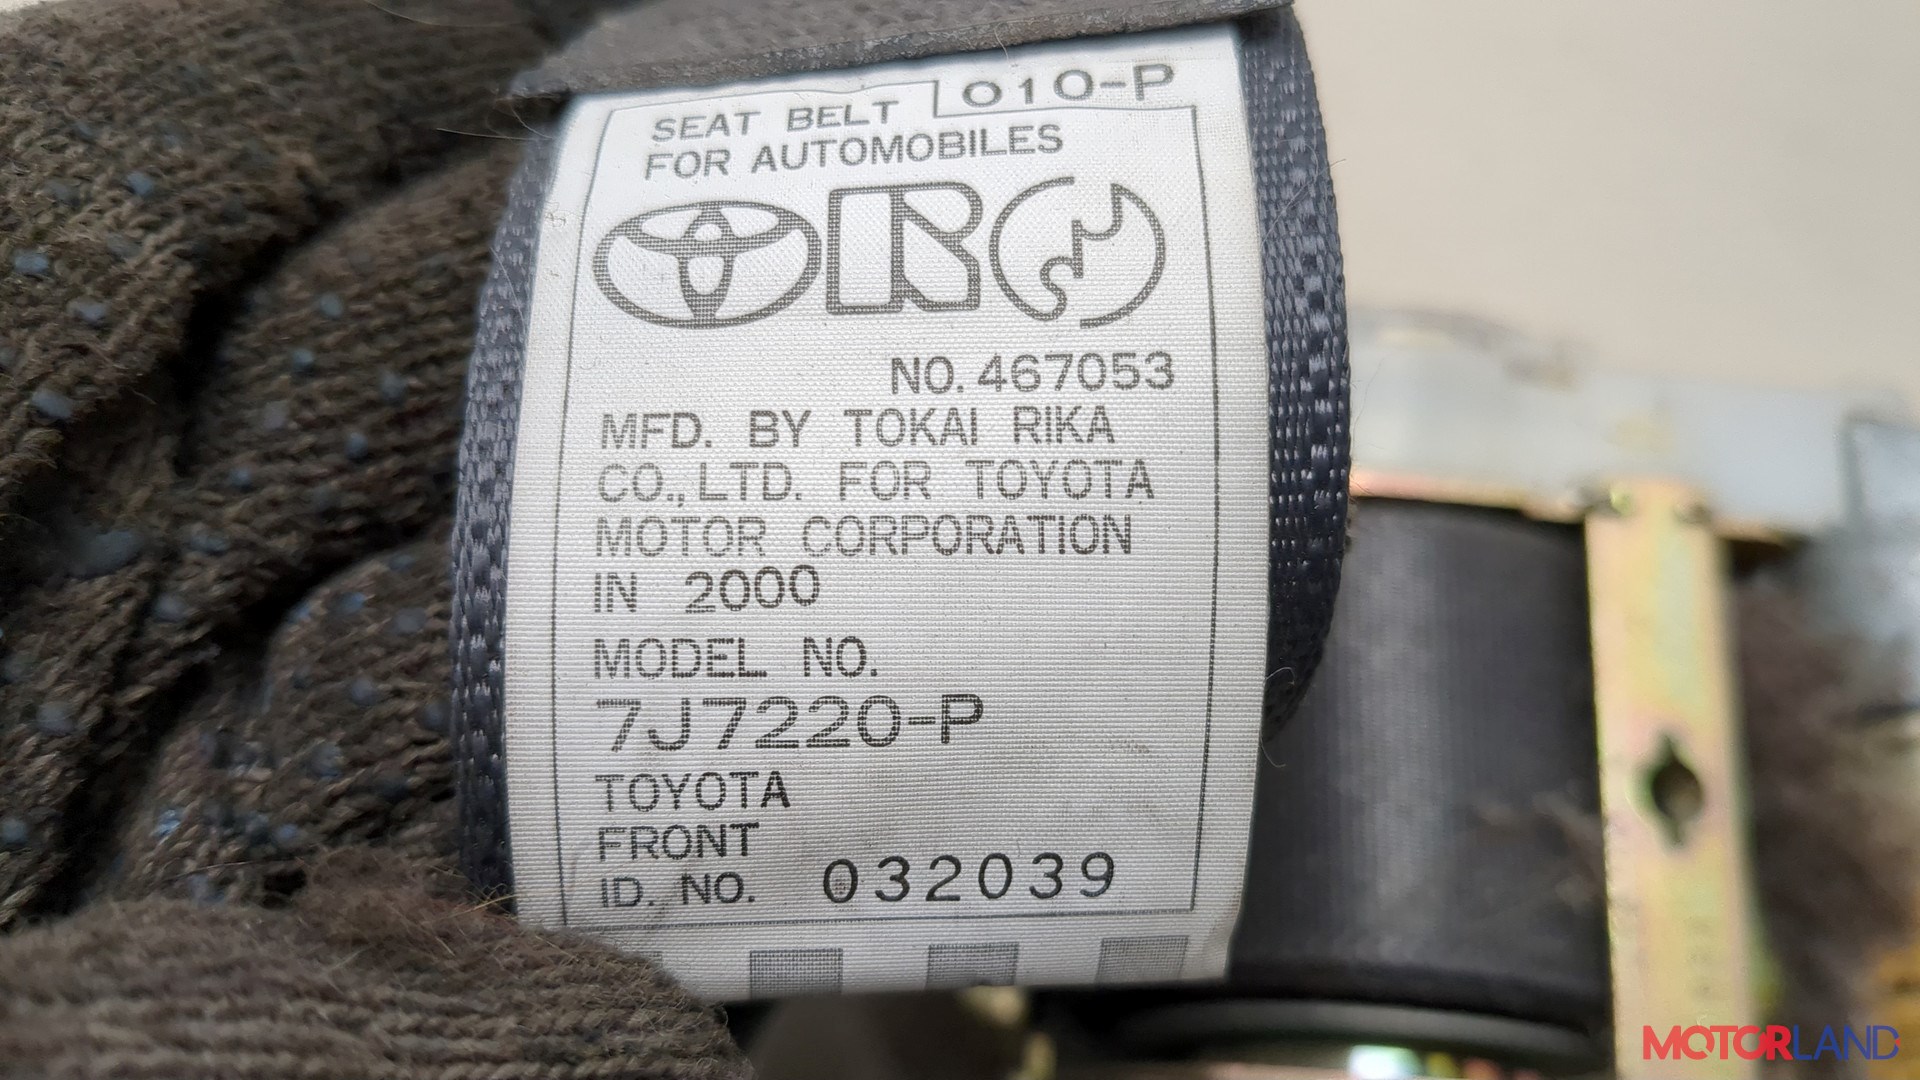 SEAT BELT 010-P
FOR AUTOMOBILES
NO. 467053
MFD. BY TOKAI RIKA
CO., LTD. FOR TOYOTA
MOTOR CORPORATION
IN 2000
MODEL NO.
7J7220-P
TOYOTA
FRONT
ID. NO. 032039
MOTORLAND